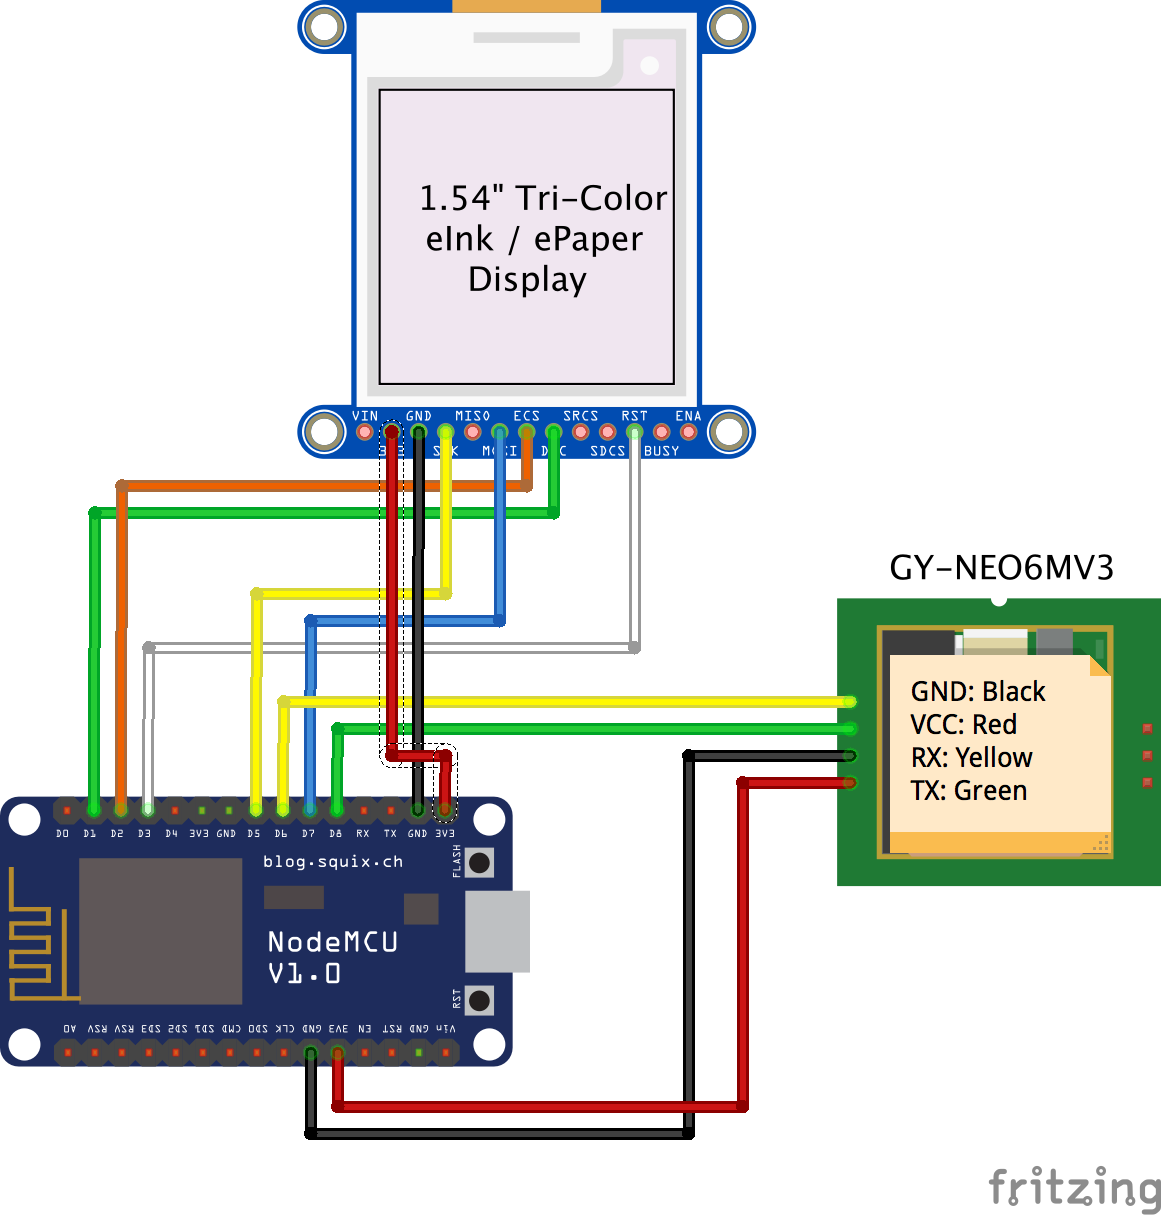 1.54" Tri-Color
eInk / ePaper
Display
VIN GND MISO ECS SRCS RST ENA
SDCS BUSY
GY-NEO6MV3
GND: Black
VCC: Red
RX: Yellow
TX: Green
D0 D1 D2 D3 D4 3V3 GND D5 D6 D7 D8 RX TX GND 3V3
blog.squix.ch
FLASH
NodeMCU
V1.0
RST
A0 RSV RSV SD3 SD2 SD1 CMD SD0 CLK GND 3V3 EN RST GND Vin
fritzing